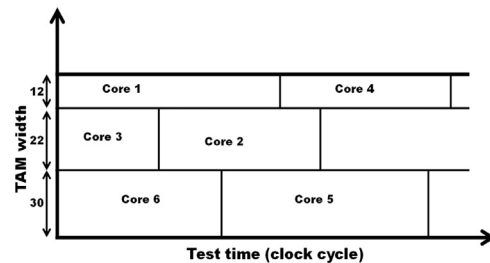 12
Core 1
Core 4
TAM width
22
Core 3
Core 2
30
Core 6
Core 5
Test time (clock cycle)